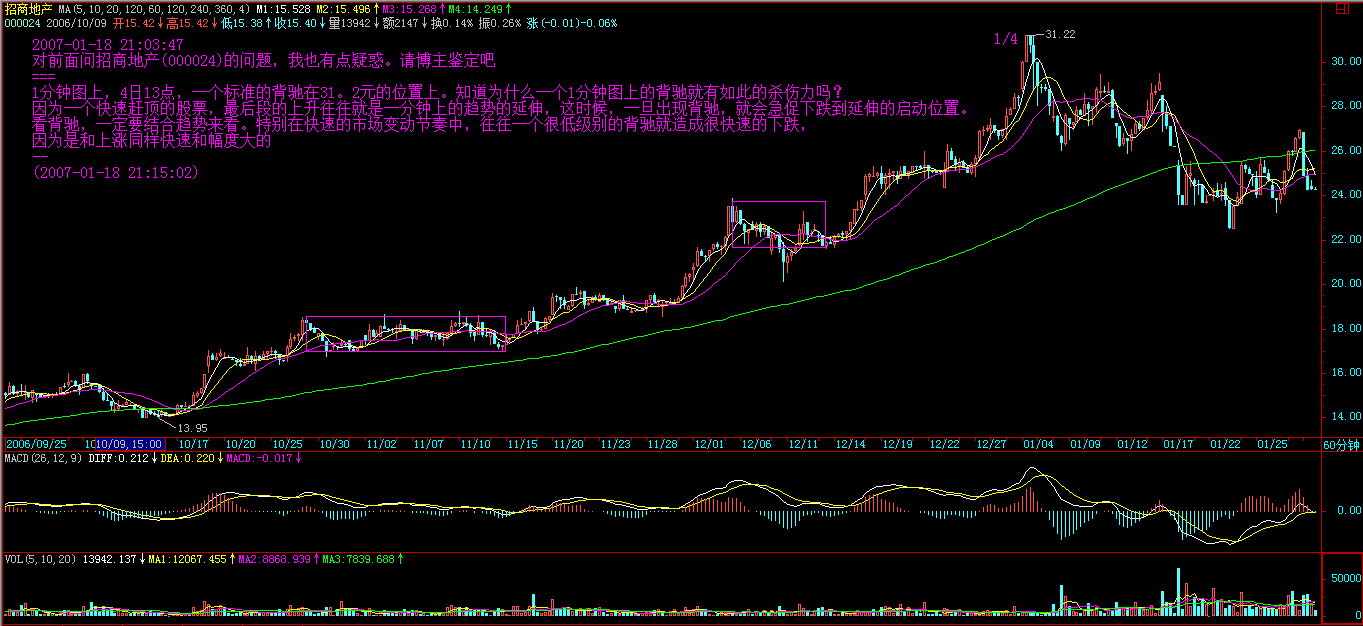 招商地产 MA(5,10,20,120,60,120,240,360,4) M1:15.528 M2:15.496↑M3:15.268↑M4:14.249↑
000024 2006/10/09 开15.42↓高15.42↓低15.38↑收15.40↓量13942↓额2147↓换0.14% 振0.26% 涨(-0.01)-0.06%
1/4
31.22
2007-01-18 21:03:47
对前面问招商地产(000024)的问题，我也有点疑惑。请博主鉴定吧
===
1分钟图上，4日13点，一个标准的背驰在31。2元的位置上。知道为什么一个1分钟图上的背驰就有如此的杀伤力吗？
因为一个快速赶顶的股票，最后段的上升往往就是一分钟上的趋势的延伸，这时候，一旦出现背驰，就会急促下跌到延伸的启动位置。
看背驰，一定要结合趋势来看。特别在快速的市场变动节奏中，往往一个很低级别的背驰就造成很快速的下跌，
因为是和上涨同样快速和幅度大的
--
(2007-01-18 21:15:02)
30.00
28.00
26.00
24.00
22.00
20.00
18.00
16.00
14.00
13.95
2006/09/25 10 10/09,15:00 10/17 10/20 10/25 10/30 11/02 11/07 11/10 11/15 11/20 11/23 11/28 12/01 12/06 12/11 12/14 12/19 12/22 12/27 01/04 01/09 01/12 01/17 01/22 01/25 60分钟
MACD(26,12,9) DIFF:0.212↓DEA:0.220↓MACD:-0.017↓
0.00
VOL(5,10,20) 13942.137↓MA1:12067.455↑MA2:8868.939↑MA3:7839.688↑
50000
0